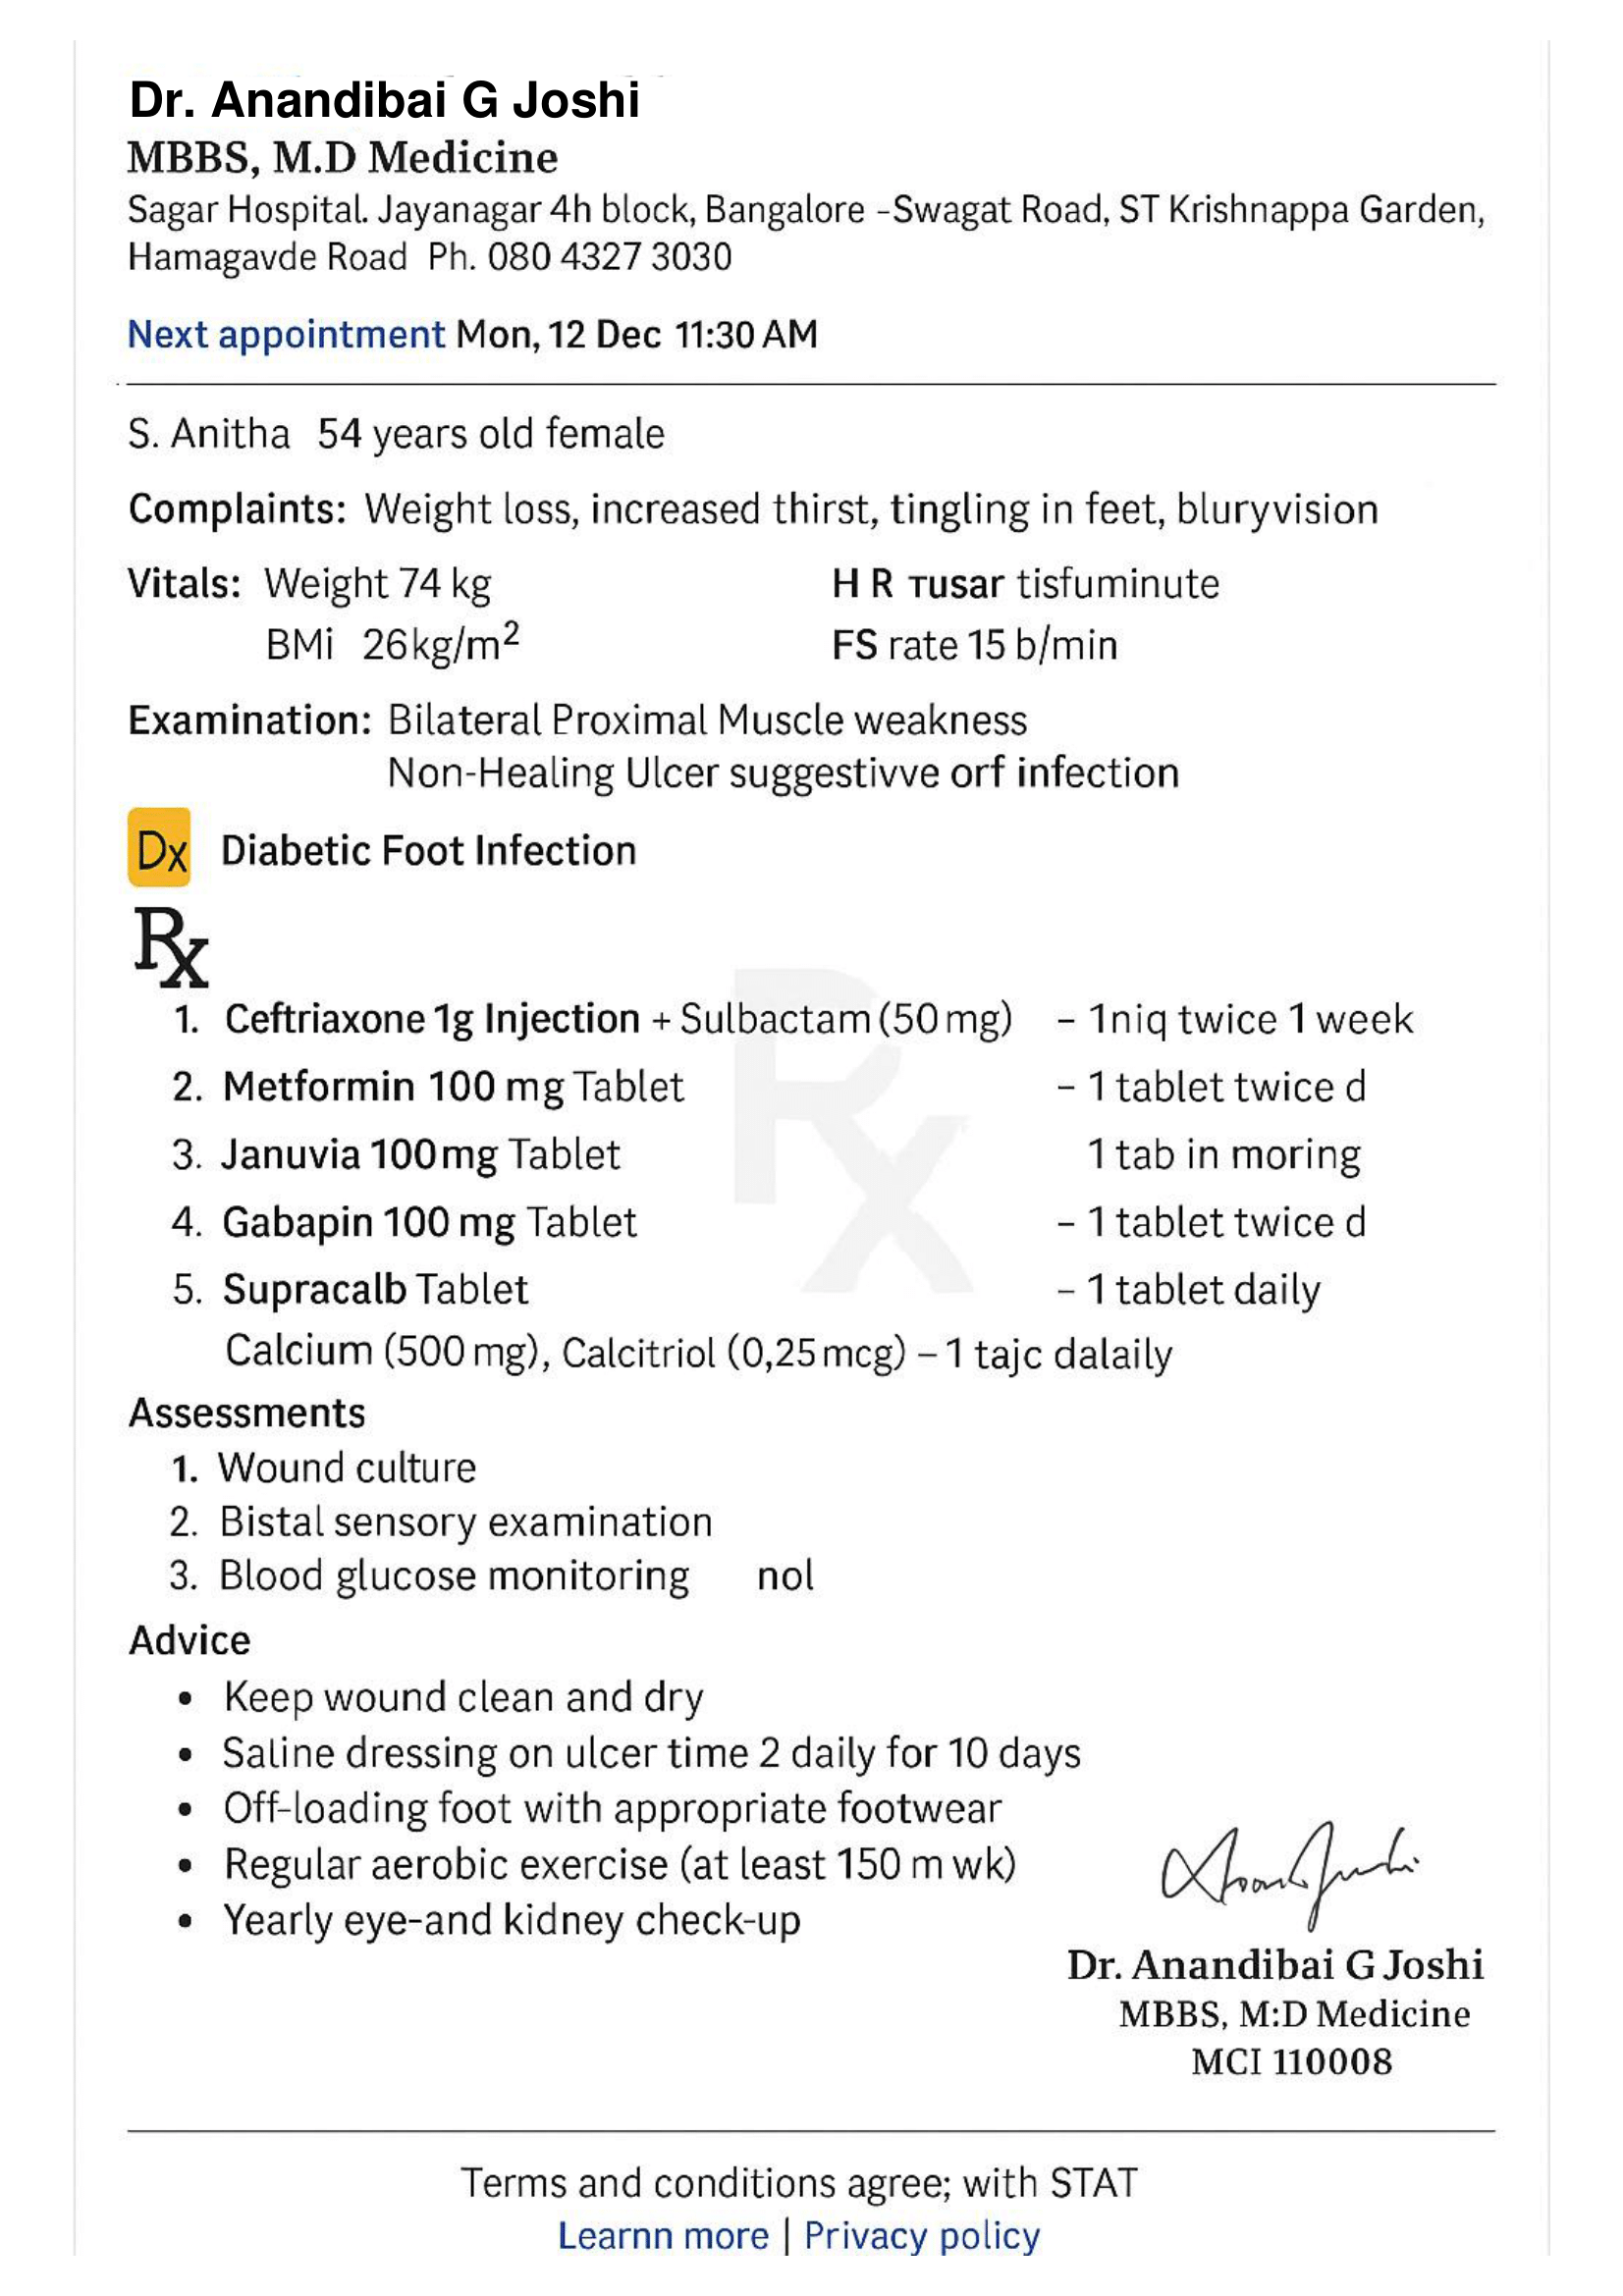 Dr. Anandibai G Joshi
MBBS, M.D Medicine
Sagar Hospital. Jayanagar 4h block, Bangalore -Swagat Road, ST Krishnappa Garden,
Hamagavde Road Ph. 080 4327 3030
Next appointment Mon, 12 Dec 11:30 AM
S. Anitha 54 years old female
Complaints: Weight loss, increased thirst, tingling in feet, bluryvision
Vitals: Weight 74 kg H R тusar tisfuminute
BMi 26kg/m² FS rate 15 b/min
Examination: Bilateral Proximal Muscle weakness
Non-Healing Ulcer suggestivve orf infection
Dx Diabetic Foot Infection
Rx
1. Ceftriaxone 1g Injection + Sulbactam (50 mg) – 1niq twice 1 week
2. Metformin 100 mg Tablet – 1 tablet twice d
3. Januvia 100mg Tablet 1 tab in moring
4. Gabapin 100 mg Tablet – 1 tablet twice d
5. Supracalb Tablet – 1 tablet daily
Calcium (500 mg), Calcitriol (0,25 mcg) – 1 tajc dalaily
Rx
Assessments
1. Wound culture
2. Bistal sensory examination
3. Blood glucose monitoring nol
Advice
• Keep wound clean and dry
• Saline dressing on ulcer time 2 daily for 10 days
• Off-loading foot with appropriate footwear
• Regular aerobic exercise (at least 150 m wk)
• Yearly eye-and kidney check-up
Dr. Anandibai G Joshi
MBBS, M:D Medicine
MCI 110008
Terms and conditions agree; with STAT
Learnn more | Privacy policy